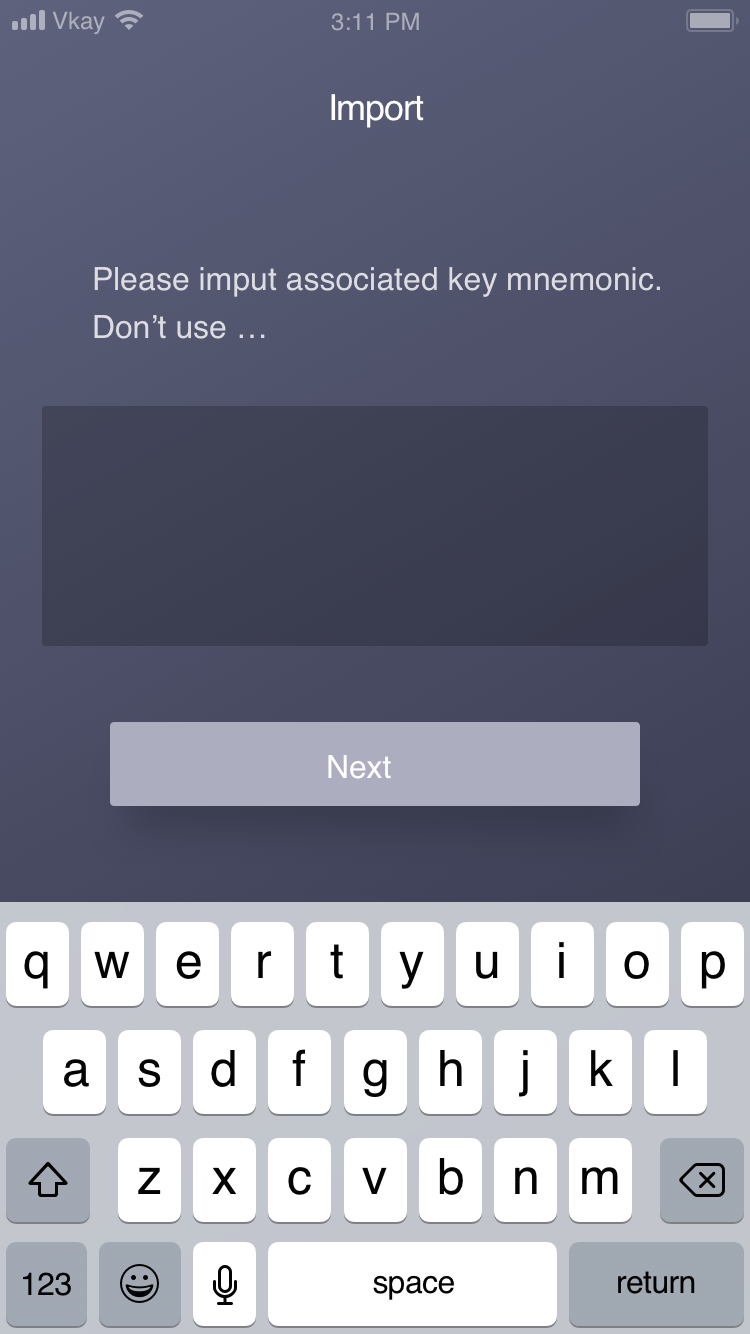 Vkay 3:11 PM
Import
Please imput associated key mnemonic.
Don’t use …
Next
q w e r t y u i o p
a s d f g h j k l
z x c v b n m
123 space return